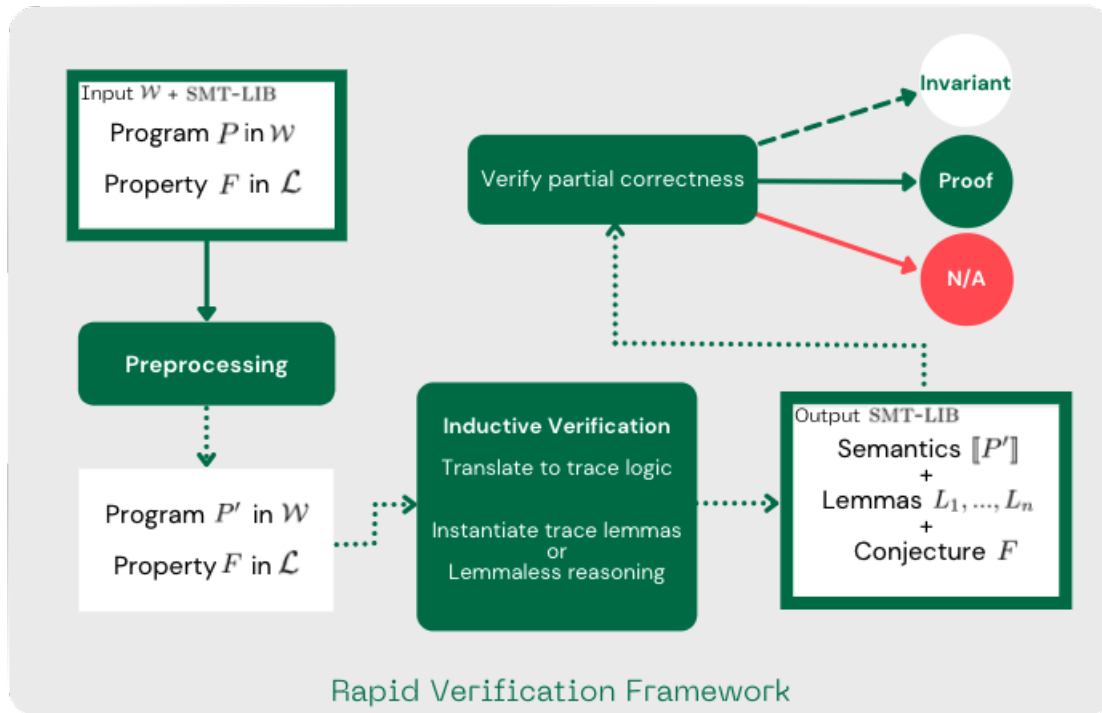 Input 𝒲 + SMT-LIB
Program P in 𝒲
Property F in ℒ
Preprocessing
Program P′ in 𝒲
Property F in ℒ
Inductive Verification
Translate to trace logic
Instantiate trace lemmas
or
Lemmaless reasoning
Output SMT-LIB
Semantics ⟦P′⟧
+
Lemmas L₁, ..., Lₙ
+
Conjecture F
Verify partial correctness
Invariant
Proof
N/A
Rapid Verification Framework